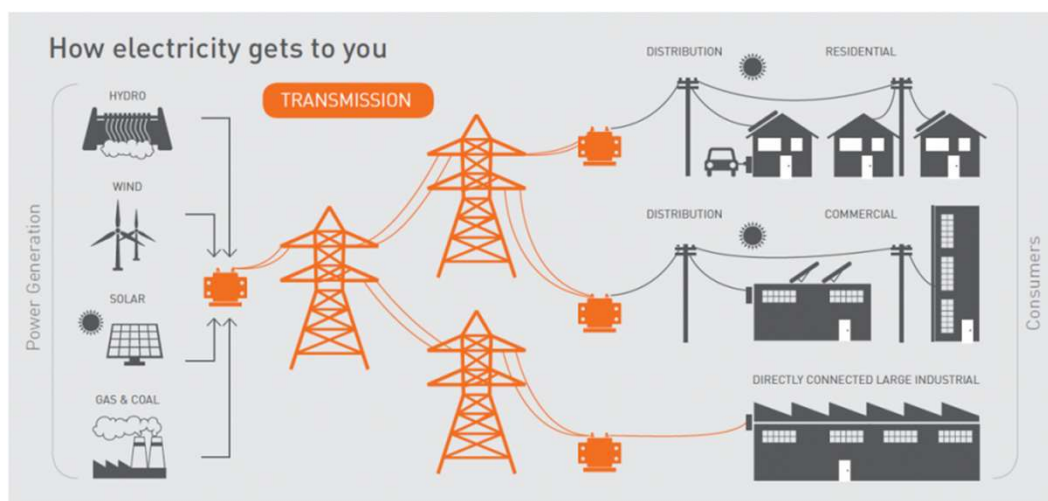 How electricity gets to you
TRANSMISSION
Power Generation
HYDRO
WIND
SOLAR
GAS & COAL
DISTRIBUTION
RESIDENTIAL
DISTRIBUTION
COMMERCIAL
DIRECTLY CONNECTED LARGE INDUSTRIAL
Consumers